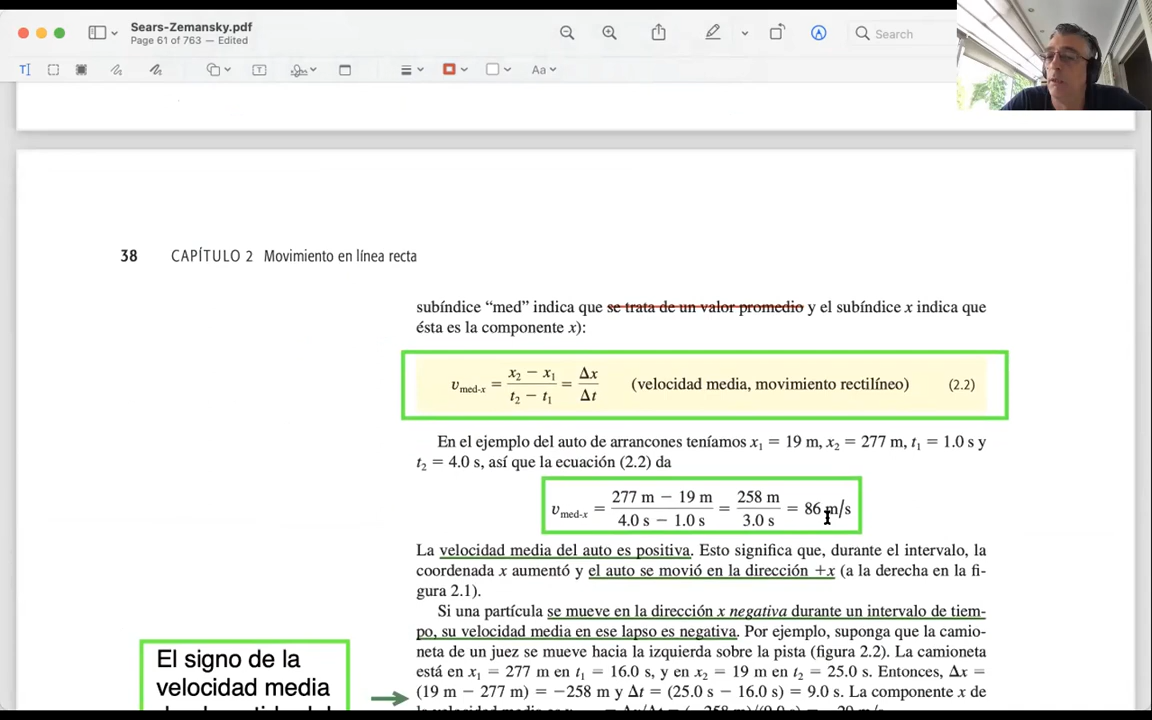 Sears-Zemansky.pdf
Page 61 of 763 — Edited
Search
Aa
38 CAPÍTULO 2 Movimiento en línea recta
subíndice “med” indica que se trata de un valor promedio y el subíndice x indica que
ésta es la componente x):
υmed-x = (x₂ − x₁)/(t₂ − t₁) = Δx/Δt (velocidad media, movimiento rectilíneo) (2.2)
En el ejemplo del auto de arrancones teníamos x₁ = 19 m, x₂ = 277 m, t₁ = 1.0 s y
t₂ = 4.0 s, así que la ecuación (2.2) da
υmed-x = (277 m − 19 m)/(4.0 s − 1.0 s) = 258 m/3.0 s = 86 m/s
La velocidad media del auto es positiva. Esto significa que, durante el intervalo, la
coordenada x aumentó y el auto se movió en la dirección +x (a la derecha en la fi-
gura 2.1).
Si una partícula se mueve en la dirección x negativa durante un intervalo de tiem-
po, su velocidad media en ese lapso es negativa. Por ejemplo, suponga que la camio-
neta de un juez se mueve hacia la izquierda sobre la pista (figura 2.2). La camioneta
está en x₁ = 277 m en t₁ = 16.0 s, y en x₂ = 19 m en t₂ = 25.0 s. Entonces, Δx =
(19 m − 277 m) = −258 m y Δt = (25.0 s − 16.0 s) = 9.0 s. La componente x de
El signo de la
velocidad media